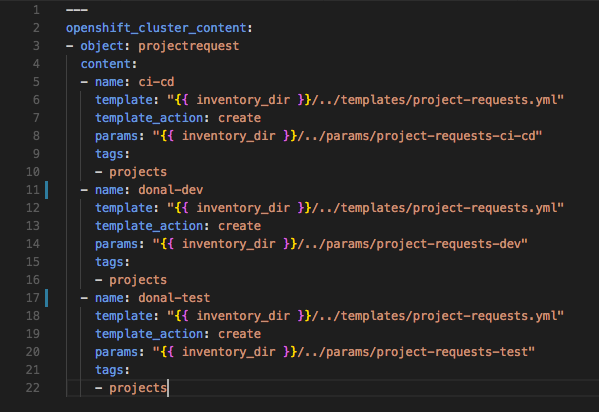 1 ---
2 openshift_cluster_content:
3 - object: projectrequest
4   content:
5   - name: ci-cd
6     template: "{{ inventory_dir }}/../templates/project-requests.yml"
7     template_action: create
8     params: "{{ inventory_dir }}/../params/project-requests-ci-cd"
9     tags:
10     - projects
11   - name: donal-dev
12     template: "{{ inventory_dir }}/../templates/project-requests.yml"
13     template_action: create
14     params: "{{ inventory_dir }}/../params/project-requests-dev"
15     tags:
16     - projects
17   - name: donal-test
18     template: "{{ inventory_dir }}/../templates/project-requests.yml"
19     template_action: create
20     params: "{{ inventory_dir }}/../params/project-requests-test"
21     tags:
22     - projects